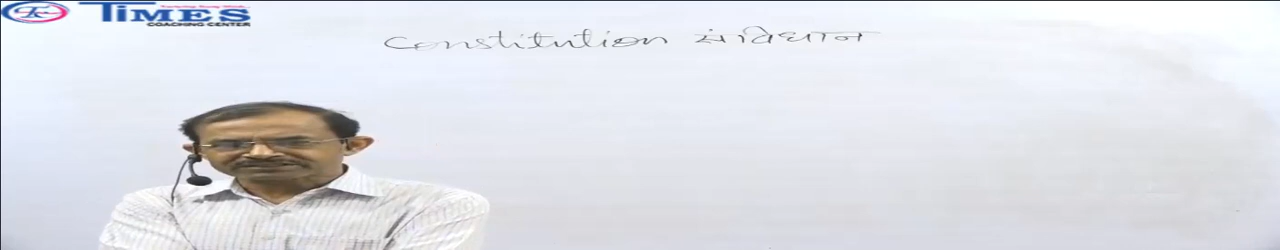 TIMES
COACHING CENTER
Constitution संविधान